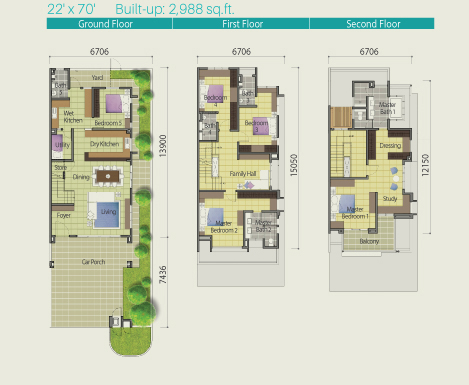 22' x 70' Built-up: 2,988 sq.ft.
Ground Floor First Floor Second Floor
6706 6706 6706
Yard
Bath 5
Bedroom 5
Wet Kitchen
Dry Kitchen
Utility
Store
Dining
Living
Foyer
Car Porch
13900
7436
Bedroom 4
Bath 3
Bedroom 3
Bath 4
Family Hall
Master Bedroom 2
Master Bath 2
15050
Master Bath 1
Dressing
Study
Master Bedroom 1
Balcony
12150